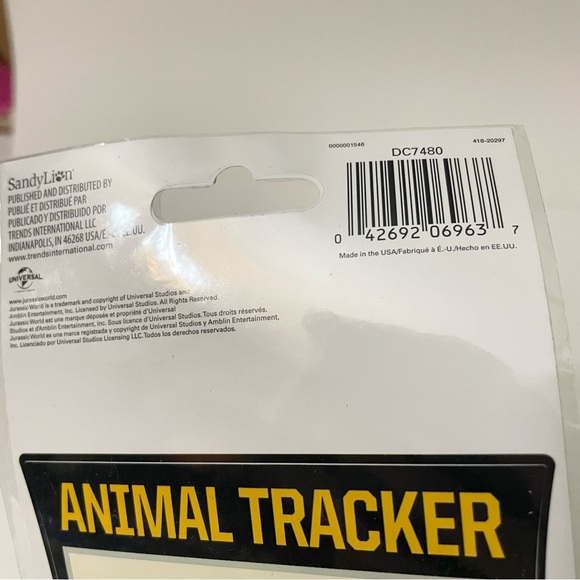 0000001546
418-20297
DC7480
SandyLion
PUBLISHED AND DISTRIBUTED BY
PUBLIÉ ET DISTRIBUÉ PAR
PUBLICADO Y DISTRIBUIDO POR
TRENDS INTERNATIONAL LLC
INDIANAPOLIS, IN 46268 USA/É.-U./EE.UU.
www.trendsinternational.com
0 42692 06963 7
Made in the USA/Fabriqué à É.-U./Hecho en EE.UU.
UNIVERSAL
www.jurassicworld.com
Jurassic World is a trademark and copyright of Universal Studios and
Amblin Entertainment, Inc. Licensed by Universal Studios. All Rights Reserved.
Jurassic World est une marque déposée et propriété d'Universal
Studios et d'Amblin Entertainment, Inc. Sous licence d'Universal Studios. Tous droits réservés.
Jurassic World es una marca registrada y copyright de Universal Studios y Amblin Entertainment,
Inc. Licenciado por Universal Studios Licensing LLC. Todos los derechos reservados.
ANIMAL TRACKER